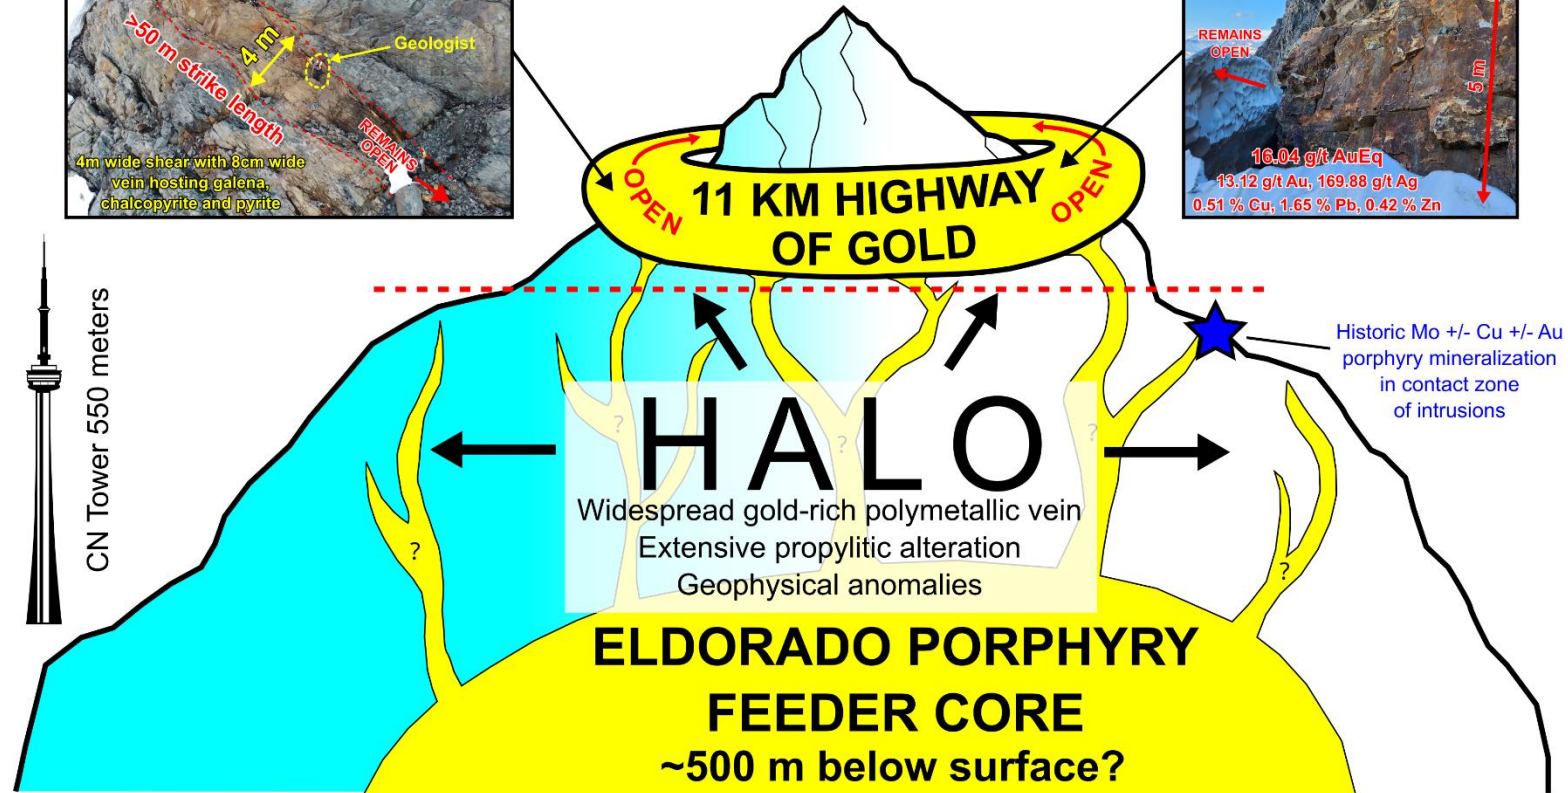 >50 m strike length
4 m
Geologist
REMAINS
OPEN
4m wide shear with 8cm wide
vein hosting galena,
chalcopyrite and pyrite
REMAINS
OPEN
5 m
16.04 g/t AuEq
13.12 g/t Au, 169.88 g/t Ag
0.51 % Cu, 1.65 % Pb, 0.42 % Zn
OPEN
11 KM HIGHWAY
OF GOLD
OPEN
CN Tower 550 meters
Historic Mo +/- Cu +/- Au
porphyry mineralization
in contact zone
of intrusions
?
?
?
HALO
Widespread gold-rich polymetallic vein
Extensive propylitic alteration
Geophysical anomalies
?
?
ELDORADO PORPHYRY
FEEDER CORE
~500 m below surface?